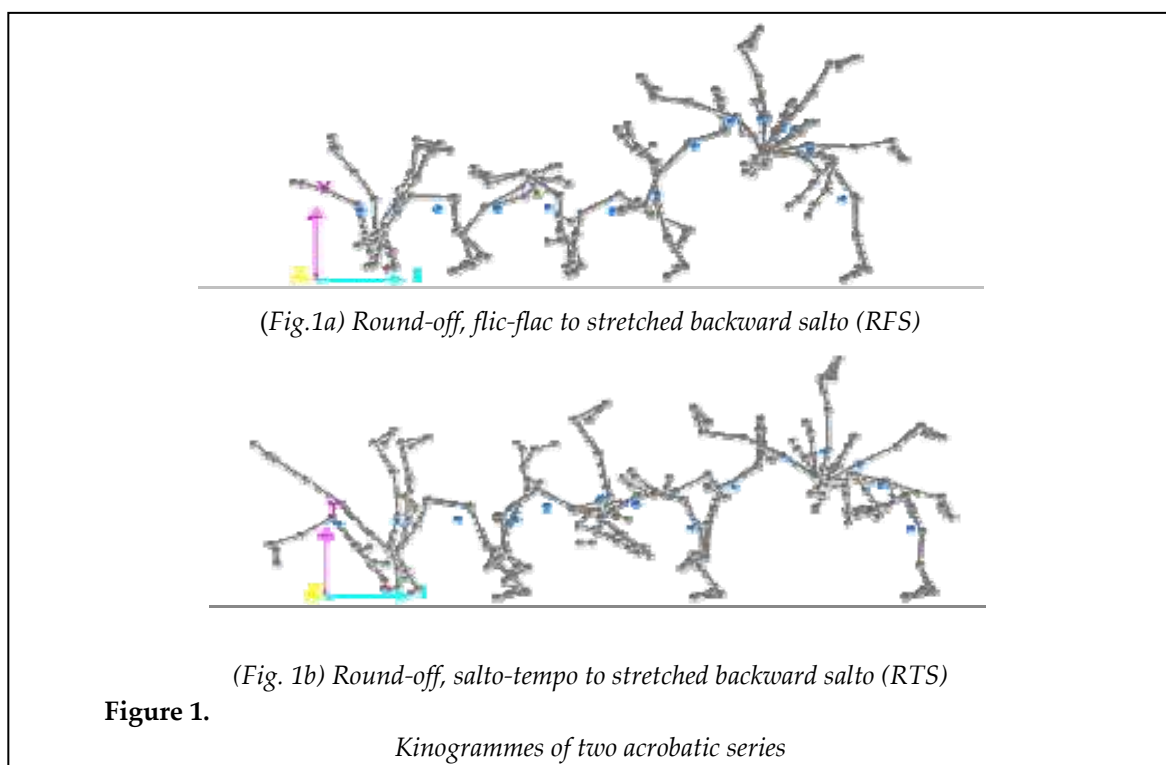 (Fig.1a) Round-off, flic-flac to stretched backward salto (RFS)
(Fig. 1b) Round-off, salto-tempo to stretched backward salto (RTS)
Figure 1.
Kinogrammes of two acrobatic series